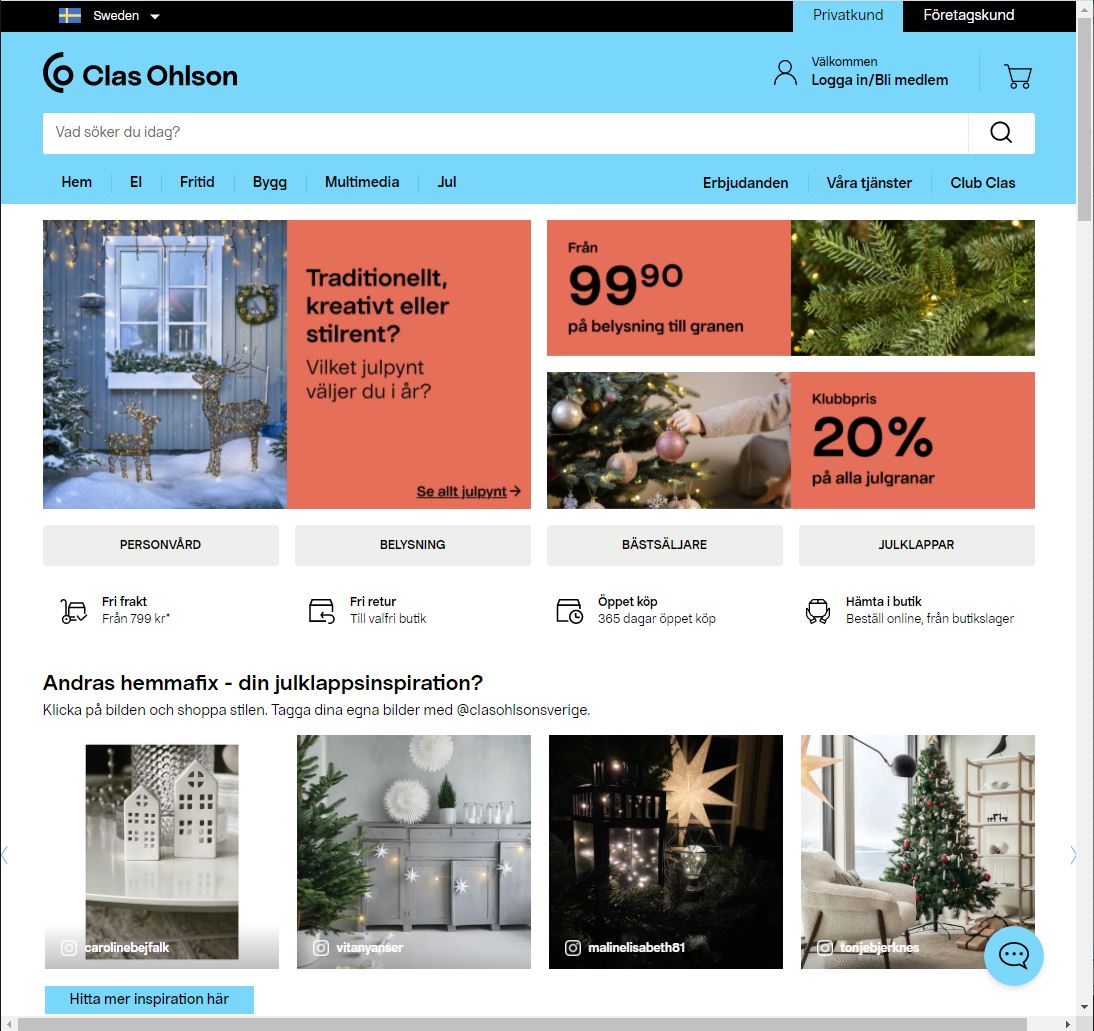 Sweden
Privatkund
Företagskund
Clas Ohlson
Välkommen
Logga in/Bli medlem
Vad söker du idag?
Hem
El
Fritid
Bygg
Multimedia
Jul
Erbjudanden
Våra tjänster
Club Clas
Traditionellt,
kreativt eller
stilrent?
Vilket julpynt
väljer du i år?
Se allt julpynt →
Från
99⁹⁰
på belysning till granen
Klubbpris
20%
på alla julgranar
PERSONVÅRD
BELYSNING
BÄSTSÄLJARE
JULKLAPPAR
Fri frakt
Från 799 kr*
Fri retur
Till valfri butik
Öppet köp
365 dagar öppet köp
Hämta i butik
Beställ online, från butikslager
Andras hemmafix - din julklappsinspiration?
Klicka på bilden och shoppa stilen. Tagga dina egna bilder med @clasohlsonsverige.
carolinebejfalk
vitanyanser
malinelisabeth81
tonjebjerknes
Hitta mer inspiration här